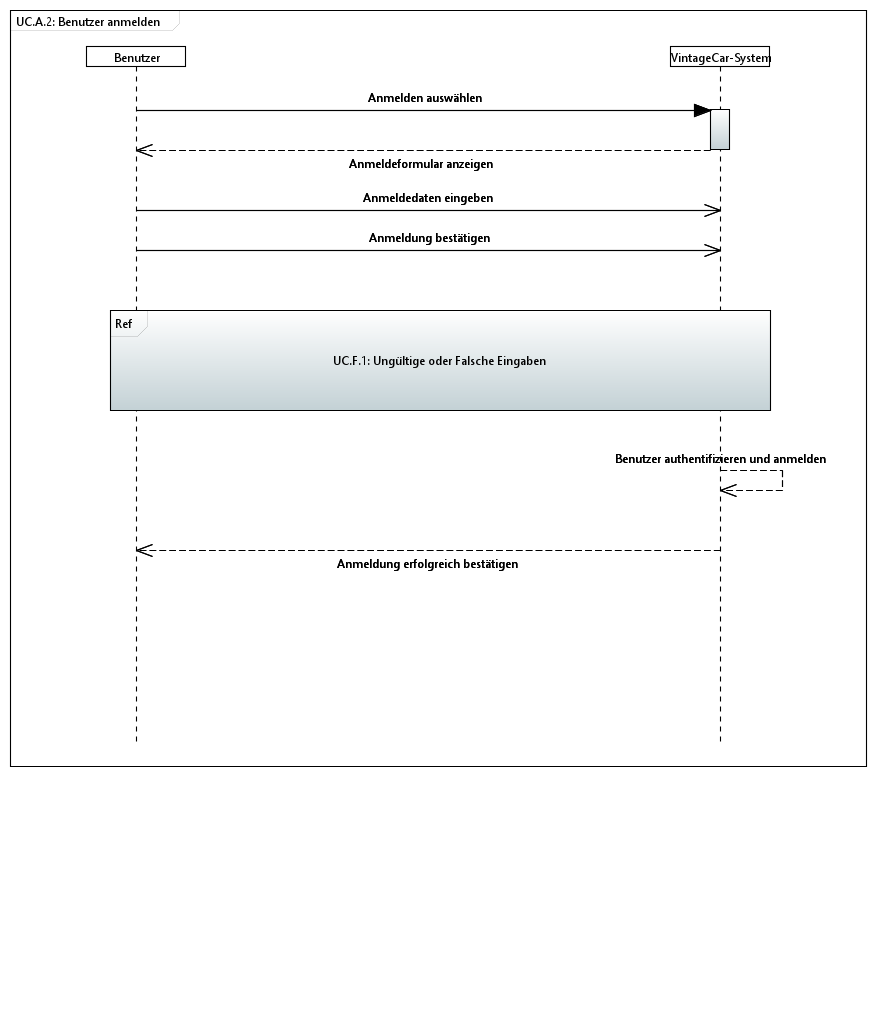 UC.A.2: Benutzer anmelden
Benutzer
VintageCar-System
Anmelden auswählen
Anmeldeformular anzeigen
Anmeldedaten eingeben
Anmeldung bestätigen
Ref
UC.F.1: Ungültige oder Falsche Eingaben
Benutzer authentifizieren und anmelden
Anmeldung erfolgreich bestätigen